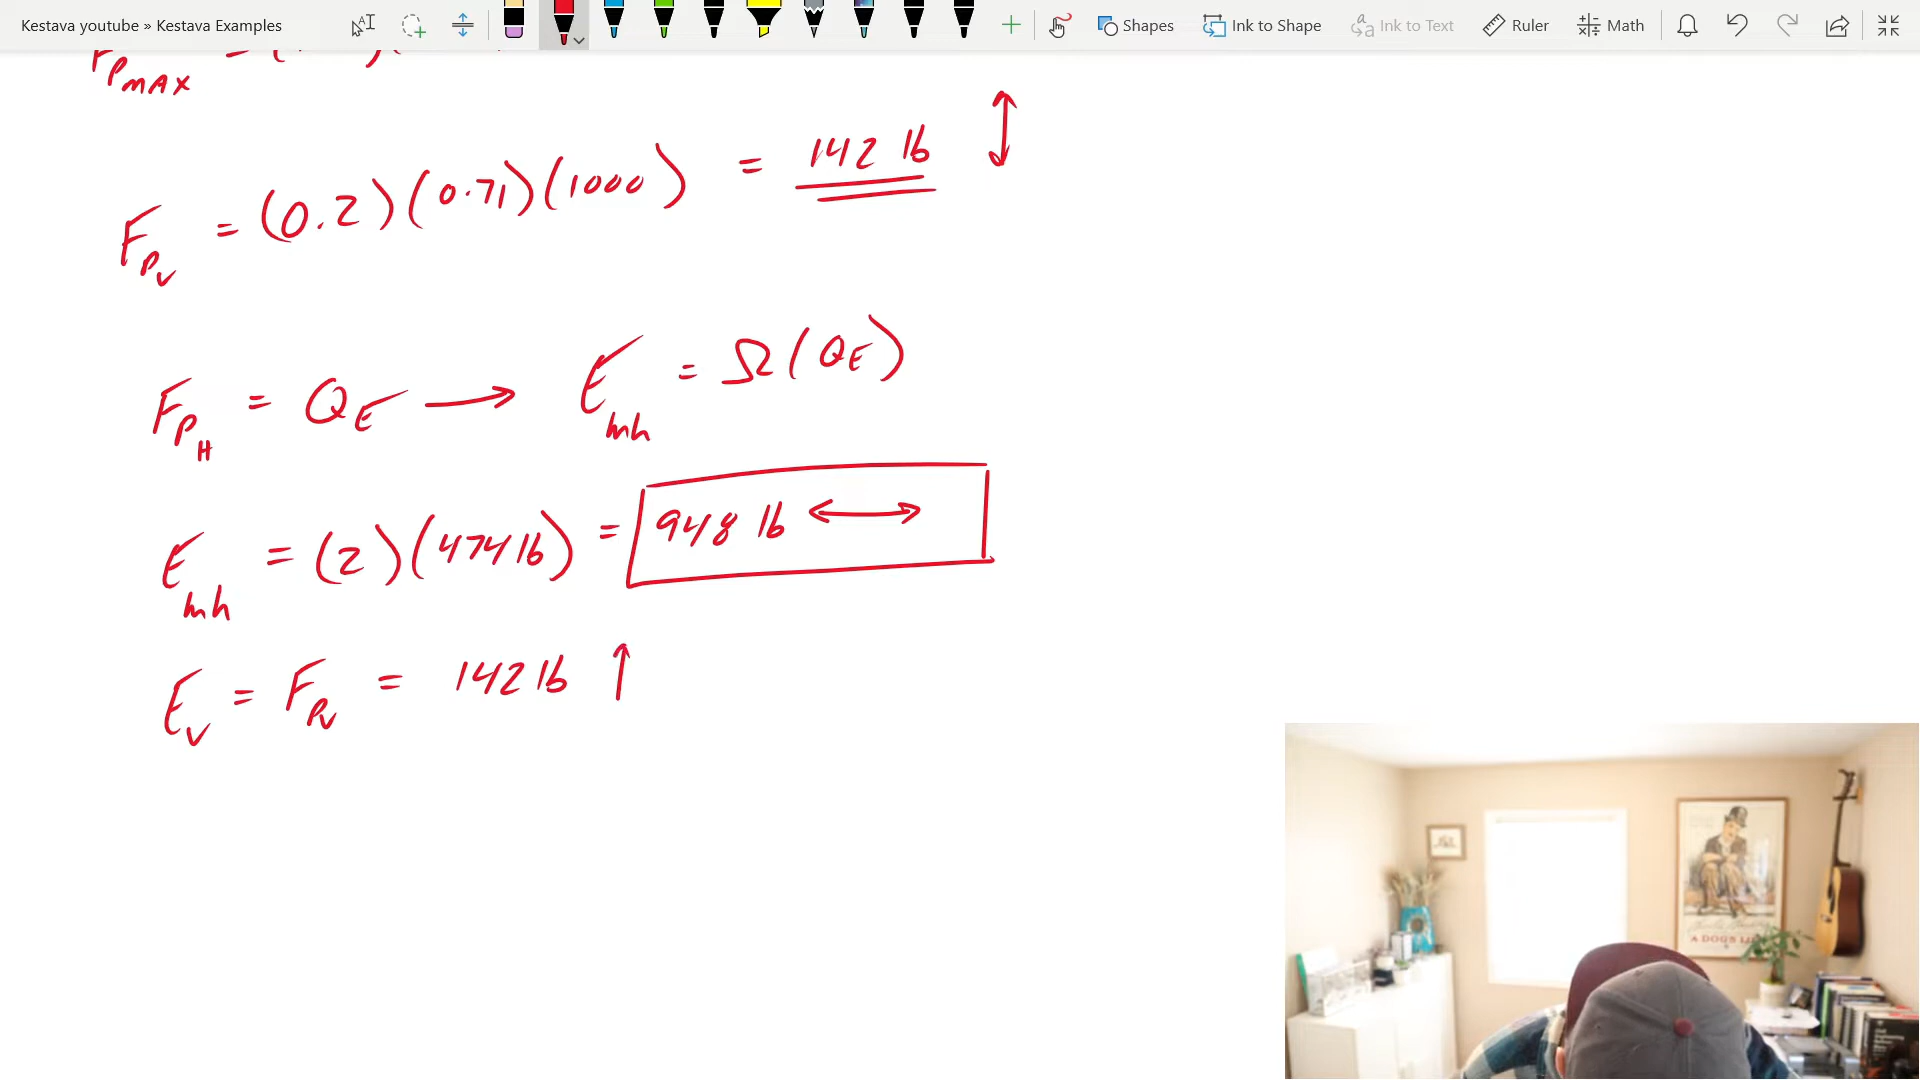 Kestava youtube » Kestava Examples
Shapes
Ink to Shape
Ink to Text
Ruler
Math
F_PMAX = (
F_PV = (0.2)(0.71)(1000) = 142 lb ↕
F_PH = Q_E → E_mh = Ω(Q_E)
E_mh = (2)(474 lb) = 948 lb ↔
E_V = F_PV = 142 lb ↑